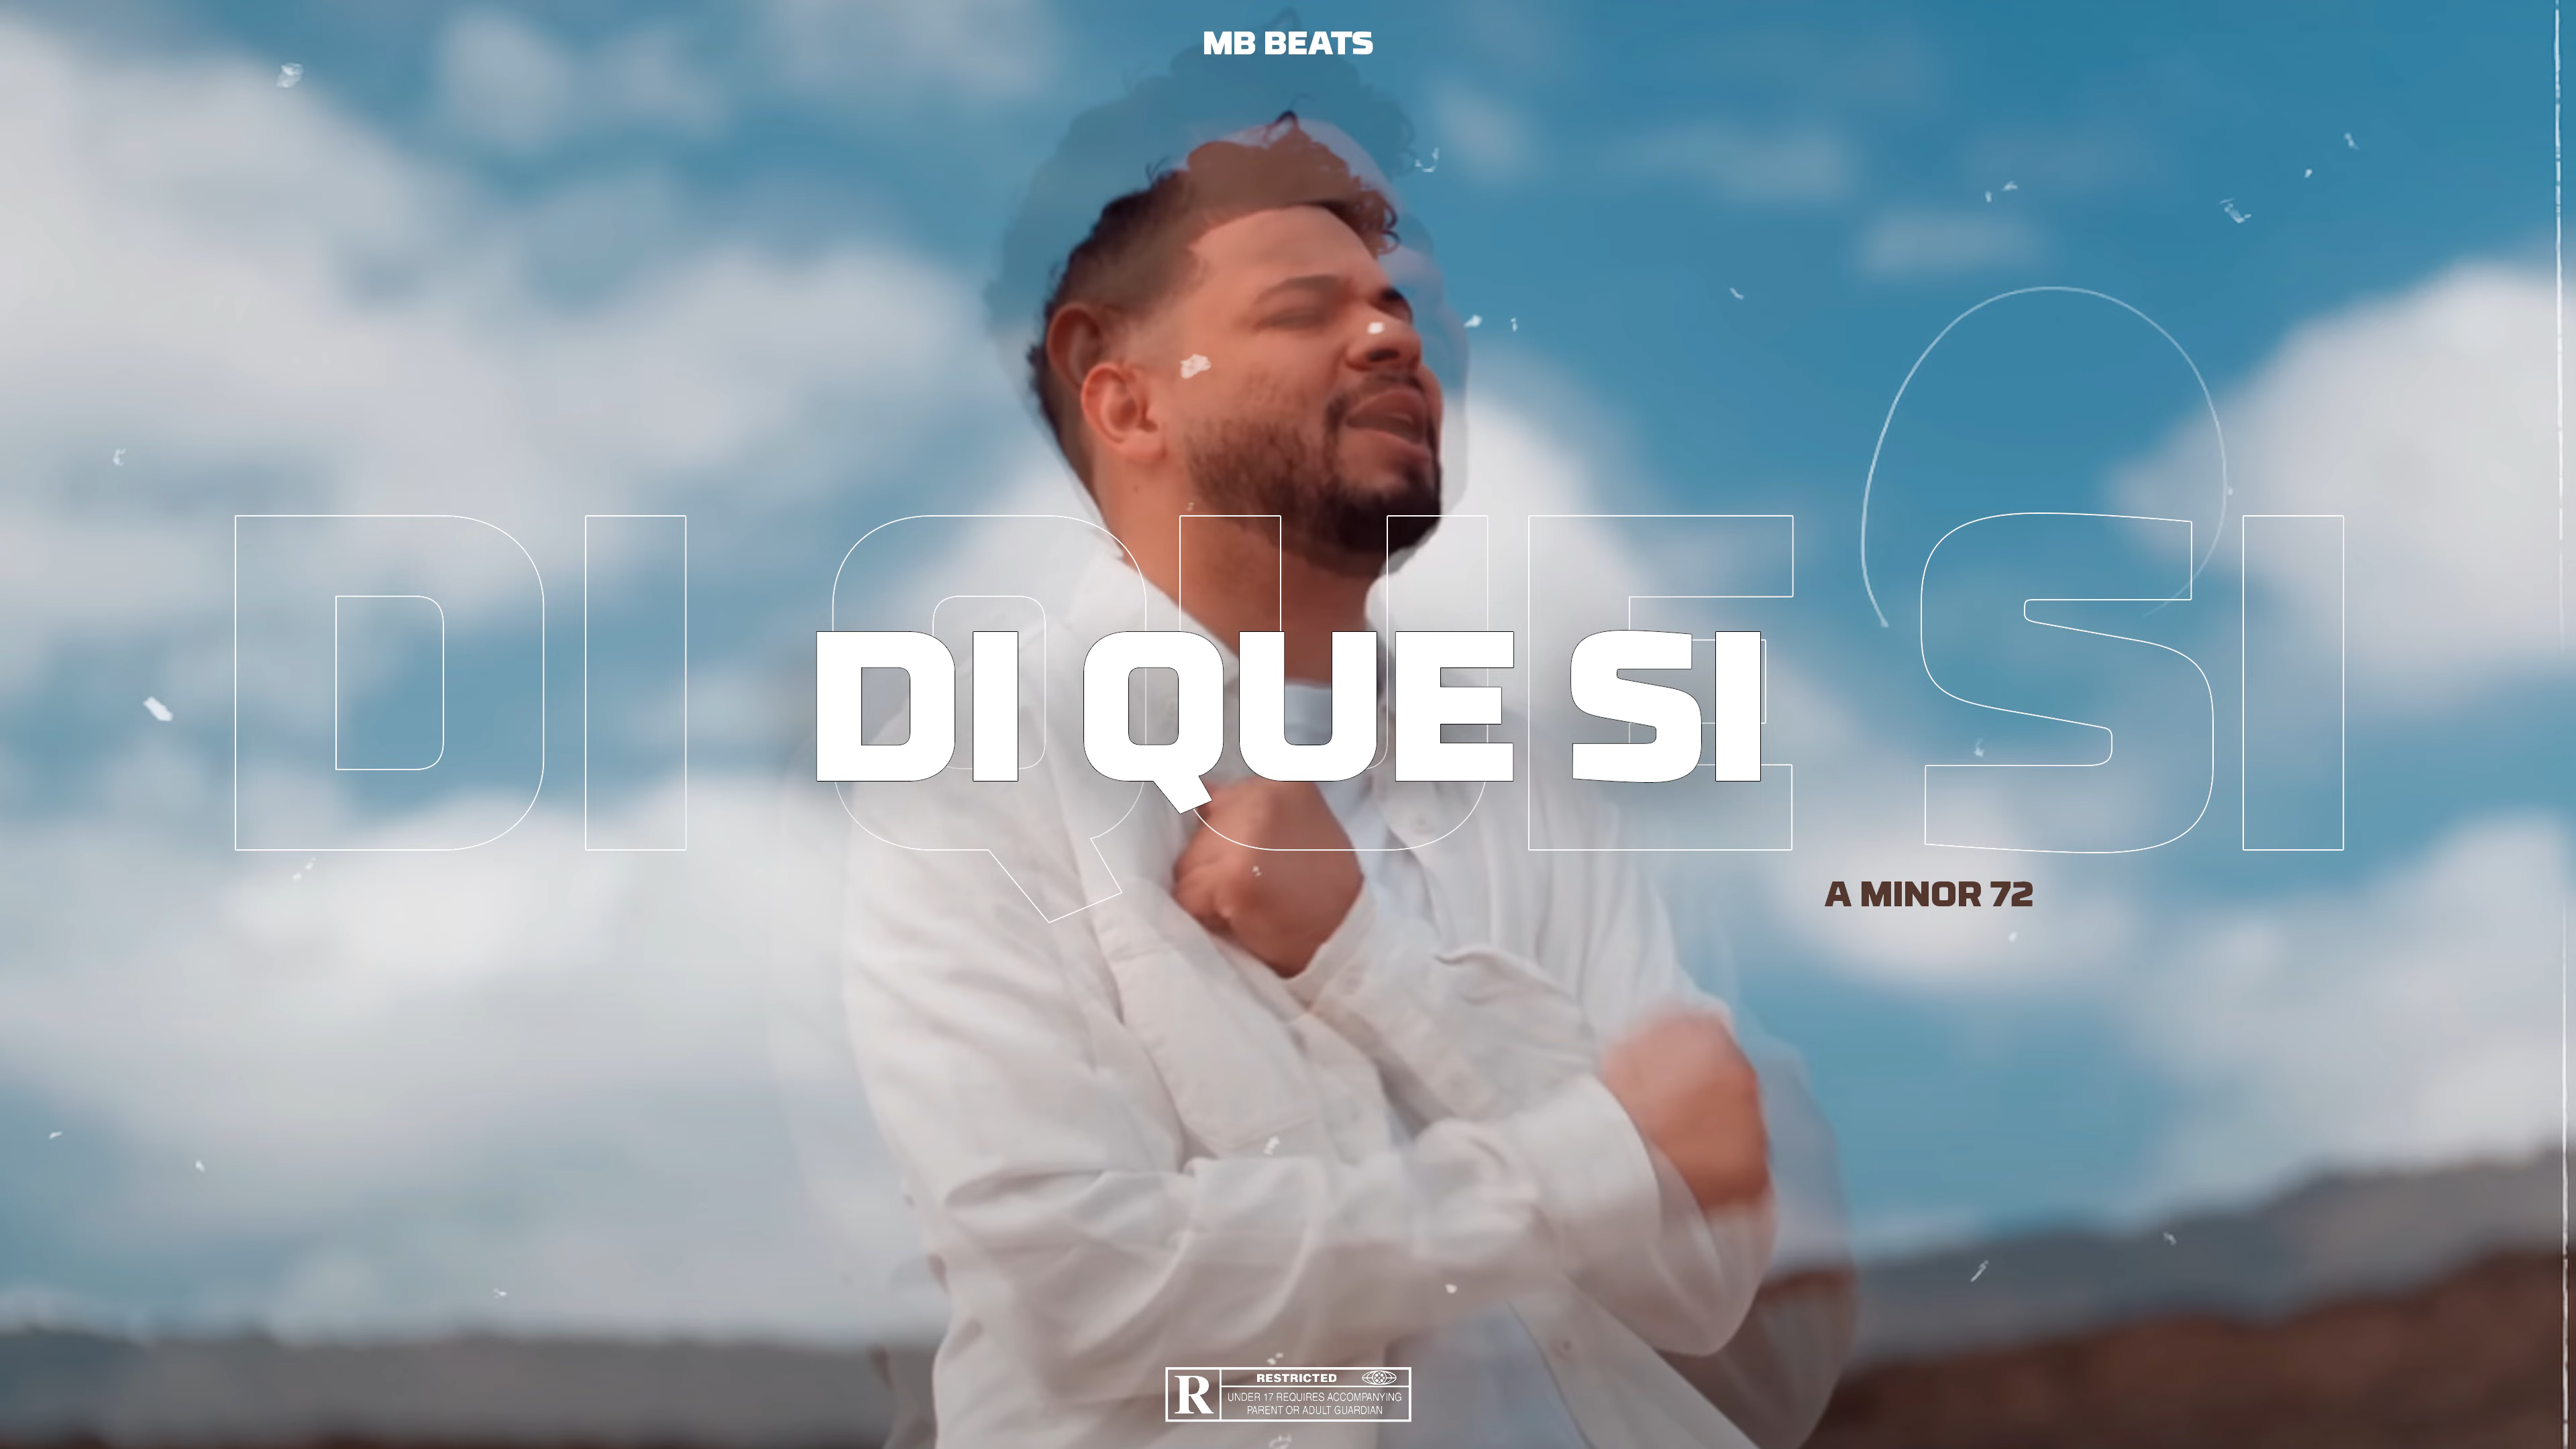 MB BEATS
DI QUE SI
DI QUE SI
A MINOR 72
R
RESTRICTED
UNDER 17 REQUIRES ACCOMPANYING
PARENT OR ADULT GUARDIAN